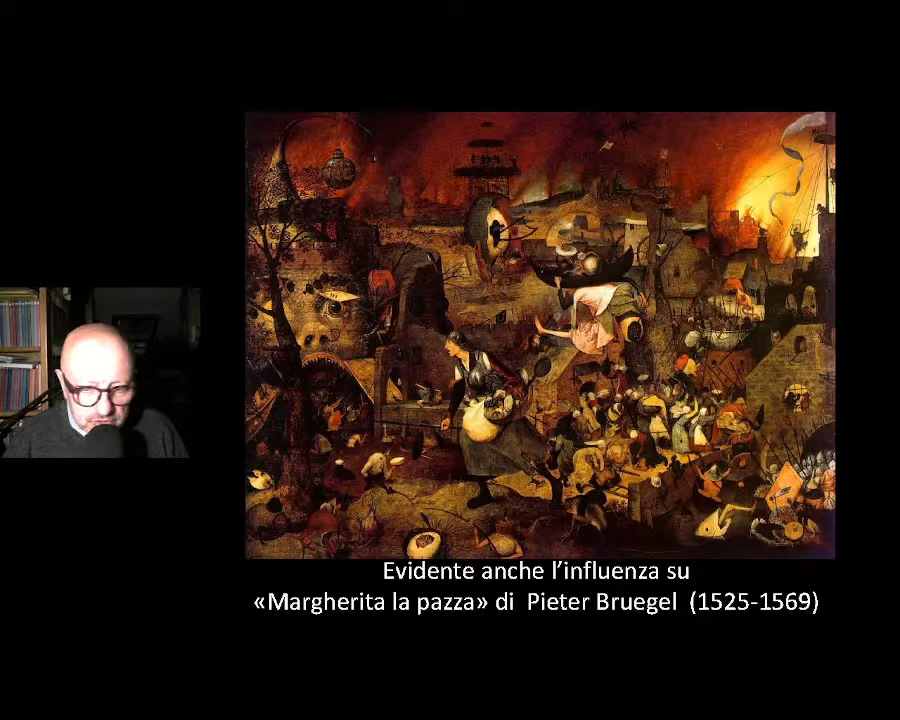 Evidente anche l’influenza su
«Margherita la pazza» di Pieter Bruegel (1525-1569)